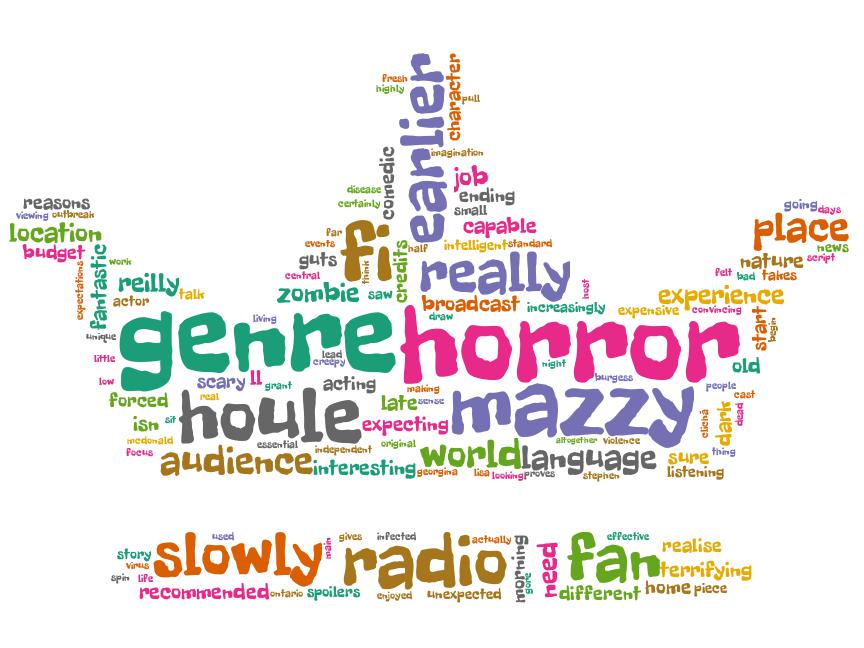 fresh
highly
earlier
character
pull
imagination
comedic
disease
certainly
job
ending
small
capable
reasons
viewing outbreak
location
budget
going days
place
news
script
nature
felt bad takes
far
events
fi
guts
central
think
credits
half
intelligent standard
expectations
fantastic
work
reilly
talk
actor
zombie saw
really
host
broadcast increasingly
expensive
experience
convincing
start
begin
unique
living
draw
genre horror
little
lead
creepy
night
old
low
scary ll grant
acting
making
burgess
people
forced
real
houle
late sense
mazzy
cast
dead
dark
clichã
isn sit
expecting
mcdonald
focus
essential independent
original
altogether violence
thing
audience interesting
world language
sure
listening
georgina lisa looking proves
stephen
used
main
gives infected
actually
effective
story
virus
slowly radio
morning
gore
need
fan
realise
terrifying
spin life
recommended ontario spoilers
enjoyed unexpected
different home piece